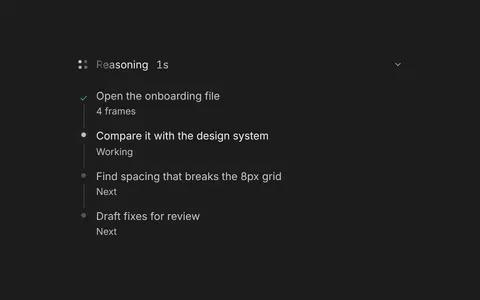 Reasoning 1s
Open the onboarding file
4 frames
Compare it with the design system
Working
Find spacing that breaks the 8px grid
Next
Draft fixes for review
Next